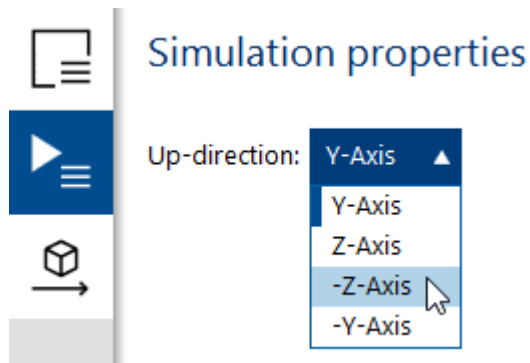 Simulation properties
Up-direction: Y-Axis
Y-Axis
Z-Axis
-Z-Axis
-Y-Axis